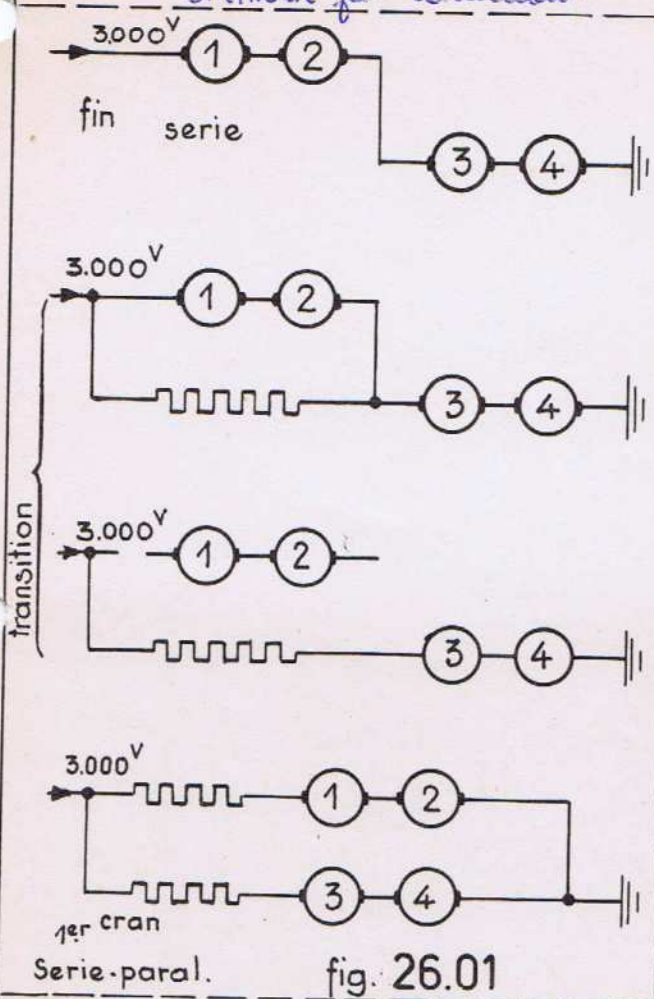 3.000V
1 2
fin serie
3 4
3.000V
1 2
3 4
transition
3.000V
1 2
3 4
3.000V
1 2
3 4
1er cran
Serie-paral.
fig. 26.01